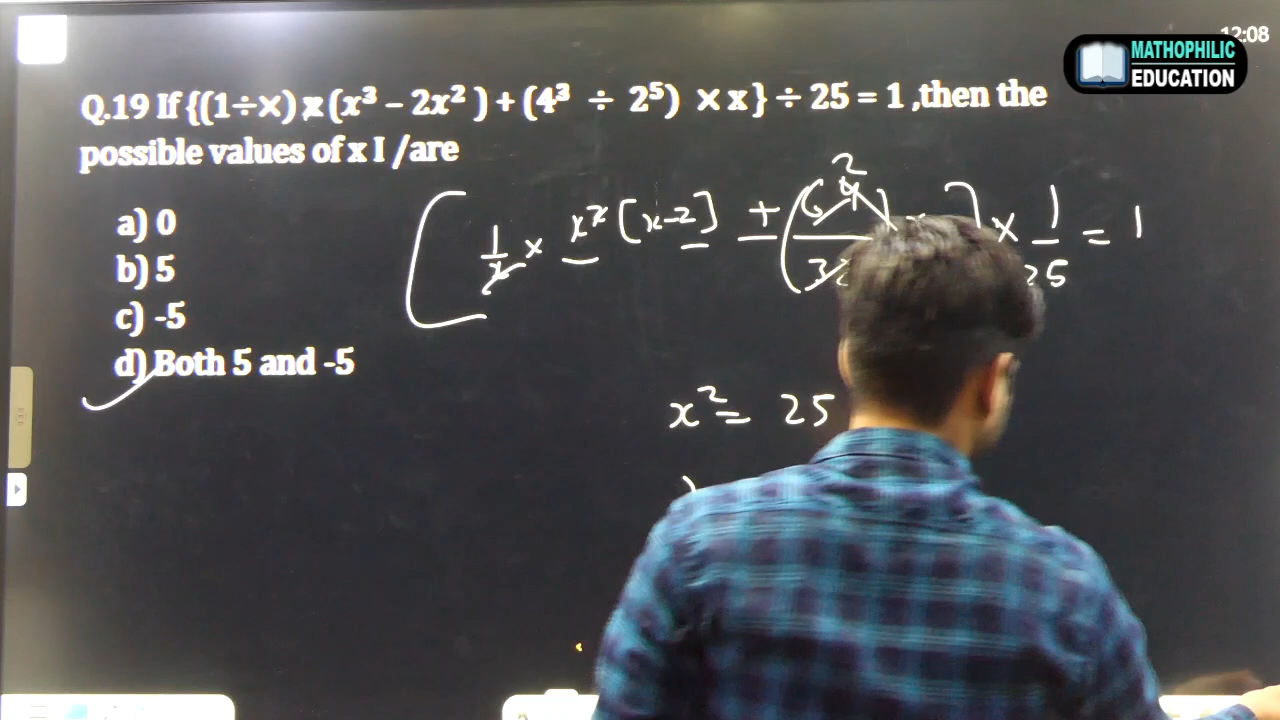 12:08
MATHOPHILIC
EDUCATION
Q.19 If {(1÷×) × (x³ − 2x² ) + (4³ ÷ 2⁵) × x} ÷ 25 = 1 ,then the
possible values of x I /are
a) 0
b) 5
c) -5
d) Both 5 and -5
[ 1/x × x² [x-2] + ( ] × 1/25 = 1
2
x² = 25